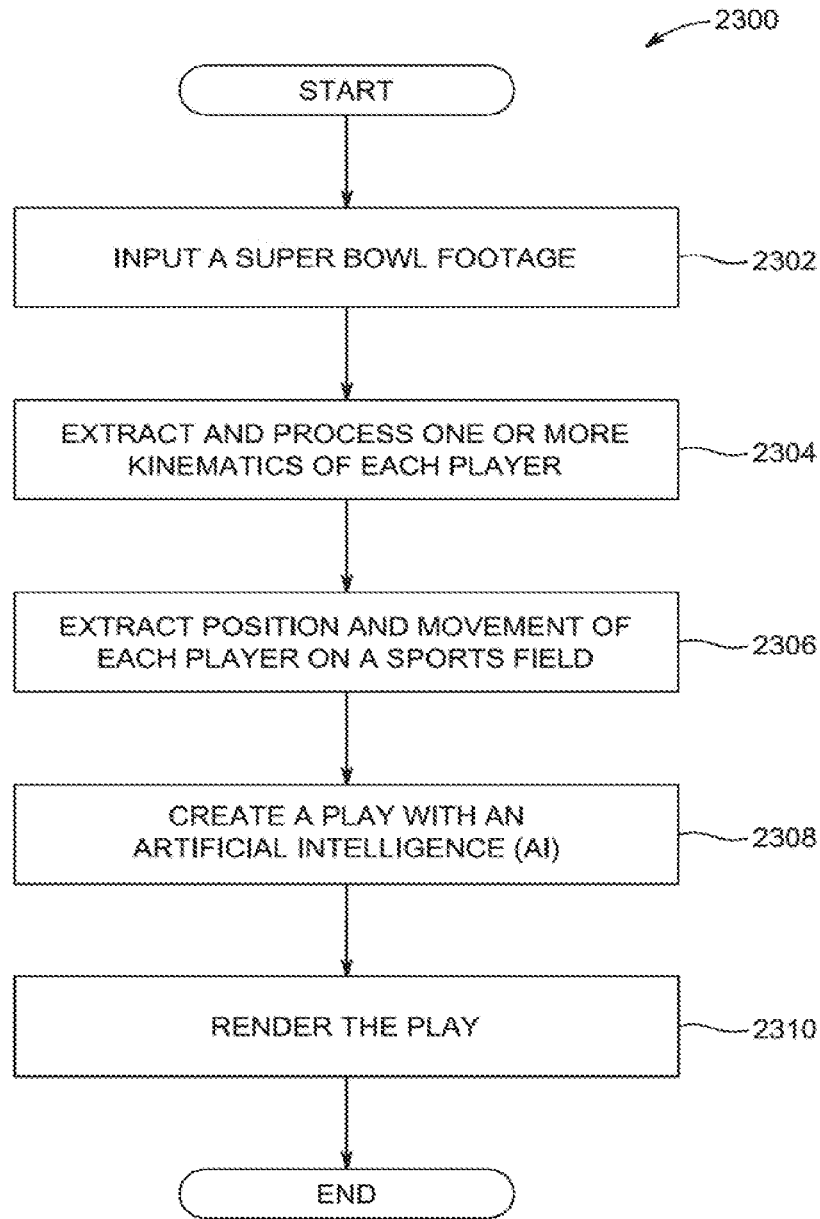 2300
START
INPUT A SUPER BOWL FOOTAGE
2302
EXTRACT AND PROCESS ONE OR MORE
KINEMATICS OF EACH PLAYER
2304
EXTRACT POSITION AND MOVEMENT OF
EACH PLAYER ON A SPORTS FIELD
2306
CREATE A PLAY WITH AN
ARTIFICIAL INTELLIGENCE (AI)
2308
RENDER THE PLAY
2310
END